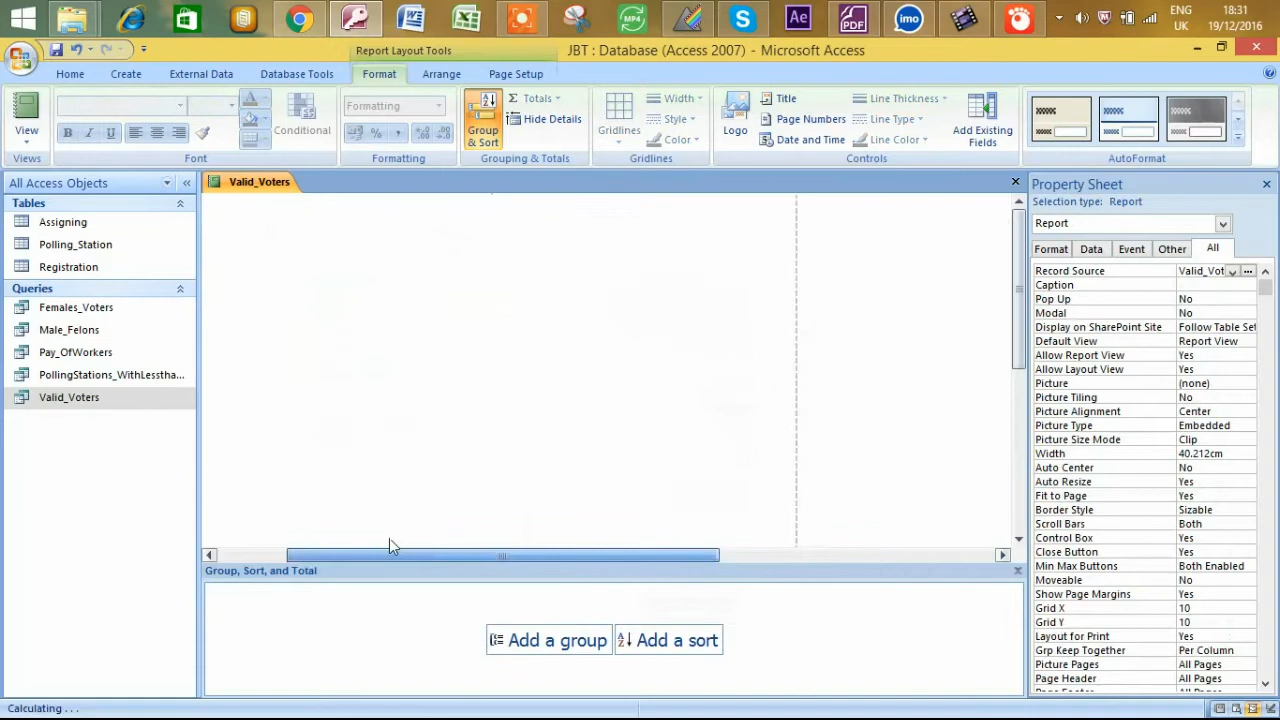 18:31
ENG
UK
19/12/2016
Report Layout Tools
JBT : Database (Access 2007) - Microsoft Access
Home
Create
External Data
Database Tools
Format
Arrange
Page Setup
View
Views
B I U
Font
Conditional
Formatting
$ % ,
Formatting
Group
& Sort
Σ Totals
Hide Details
Grouping & Totals
Gridlines
Width
Style
Color
Gridlines
Logo
Title
Page Numbers
Date and Time
Line Thickness
Line Type
Line Color
Add Existing
Fields
Controls
AutoFormat
All Access Objects
Tables
Assigning
Polling_Station
Registration
Queries
Females_Voters
Male_Felons
Pay_OfWorkers
PollingStations_WithLesstha...
Valid_Voters
Valid_Voters
Group, Sort, and Total
Add a group
Add a sort
Property Sheet
Selection type: Report
Report
Format Data Event Other All
Record Source Valid_Vot
Caption
Pop Up No
Modal No
Display on SharePoint Site Follow Table Set
Default View Report View
Allow Report View Yes
Allow Layout View Yes
Picture (none)
Picture Tiling No
Picture Alignment Center
Picture Type Embedded
Picture Size Mode Clip
Width 40.212cm
Auto Center No
Auto Resize Yes
Fit to Page Yes
Border Style Sizable
Scroll Bars Both
Control Box Yes
Close Button Yes
Min Max Buttons Both Enabled
Moveable No
Show Page Margins Yes
Grid X 10
Grid Y 10
Layout for Print Yes
Grp Keep Together Per Column
Picture Pages All Pages
Page Header All Pages
Calculating . . .